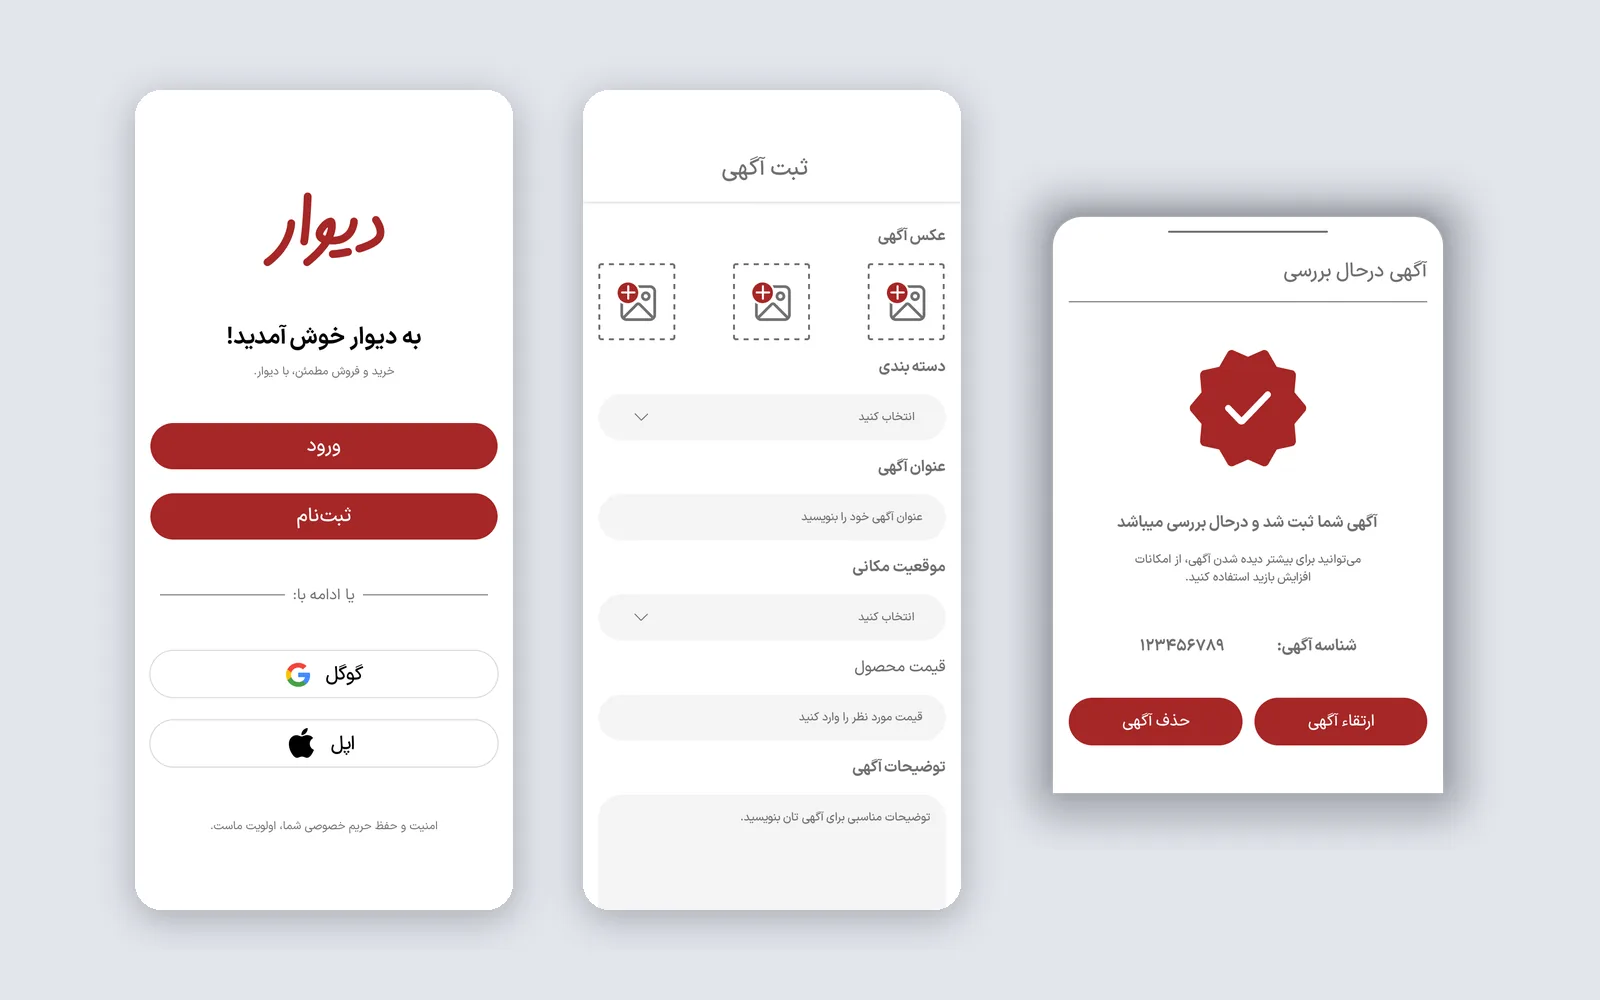 دیوار
به دیوار خوش آمدید!
خرید و فروش مطمئن، با دیوار.
ورود
ثبت‌نام
یا ادامه با:
گوگل
اپل
امنیت و حفظ حریم خصوصی شما، اولویت ماست.
ثبت آگهی
عکس آگهی
دسته بندی
انتخاب کنید
عنوان آگهی
عنوان آگهی خود را بنویسید
موقعیت مکانی
انتخاب کنید
قیمت محصول
قیمت مورد نظر را وارد کنید
توضیحات آگهی
توضیحات مناسبی برای آگهی تان بنویسید.
آگهی درحال بررسی
آگهی شما ثبت شد و درحال بررسی میباشد
می‌توانید برای بیشتر دیده شدن آگهی، از امکانات
افزایش بازید استفاده کنید.
شناسه آگهی: ۱۲۳۴۵۶۷۸۹
ارتقاء آگهی
حذف آگهی